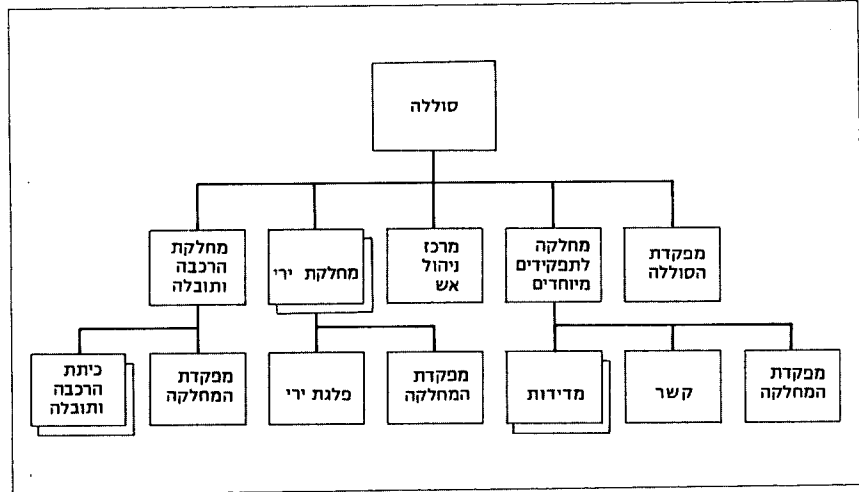 סוללה
מפקדת
הסוללה
מחלקה
לתפקידים
מיוחדים
מרכז
ניהול
אש
מחלקת ירי
מחלקת
הרכבה
ותובלה
מפקדת
המחלקה
קשר
מדידות
מפקדת
המחלקה
פלגת ירי
מפקדת
המחלקה
כיתת
הרכבה
ותובלה